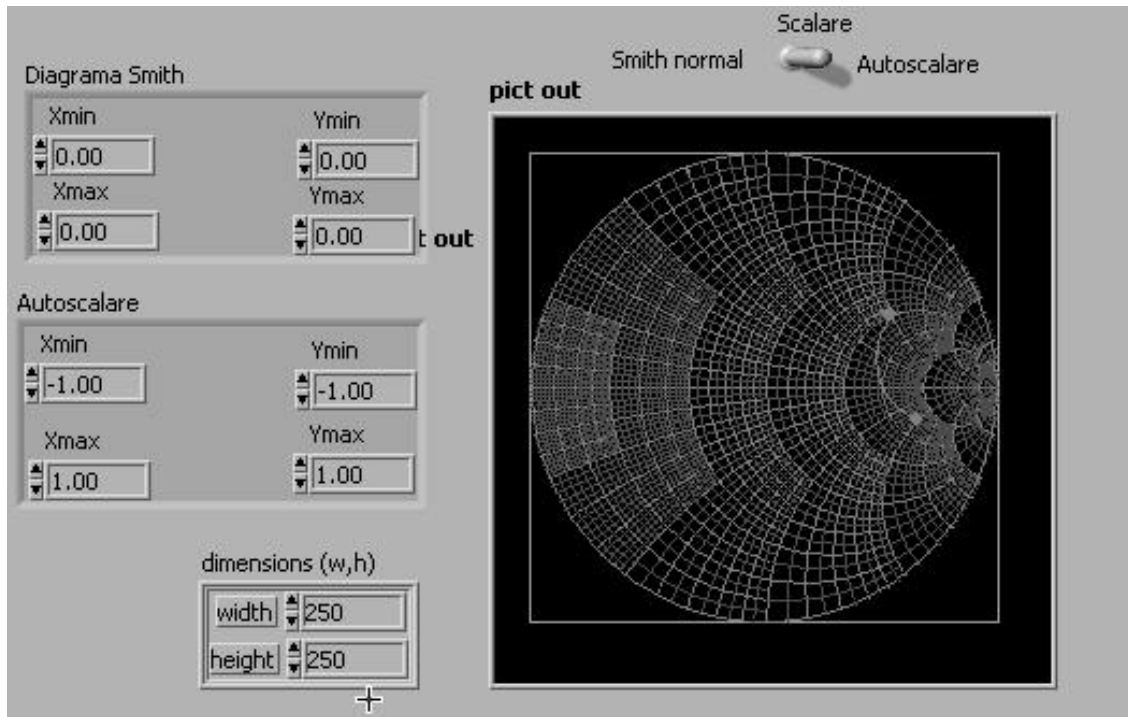 Scalare
Smith normal
Autoscalare
Diagrama Smith
pict out
Xmin
Ymin
0.00
0.00
Xmax
Ymax
0.00
0.00
t out
Autoscalare
Xmin
Ymin
-1.00
-1.00
Xmax
Ymax
1.00
1.00
dimensions (w,h)
width 250
height 250